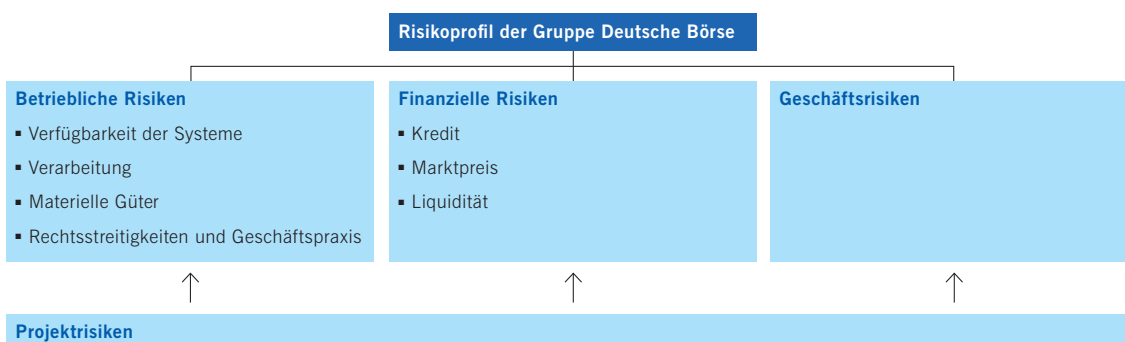 Risikoprofil der Gruppe Deutsche Börse
Betriebliche Risiken
▪ Verfügbarkeit der Systeme
▪ Verarbeitung
▪ Materielle Güter
▪ Rechtsstreitigkeiten und Geschäftspraxis
Finanzielle Risiken
▪ Kredit
▪ Marktpreis
▪ Liquidität
Geschäftsrisiken
Projektrisiken